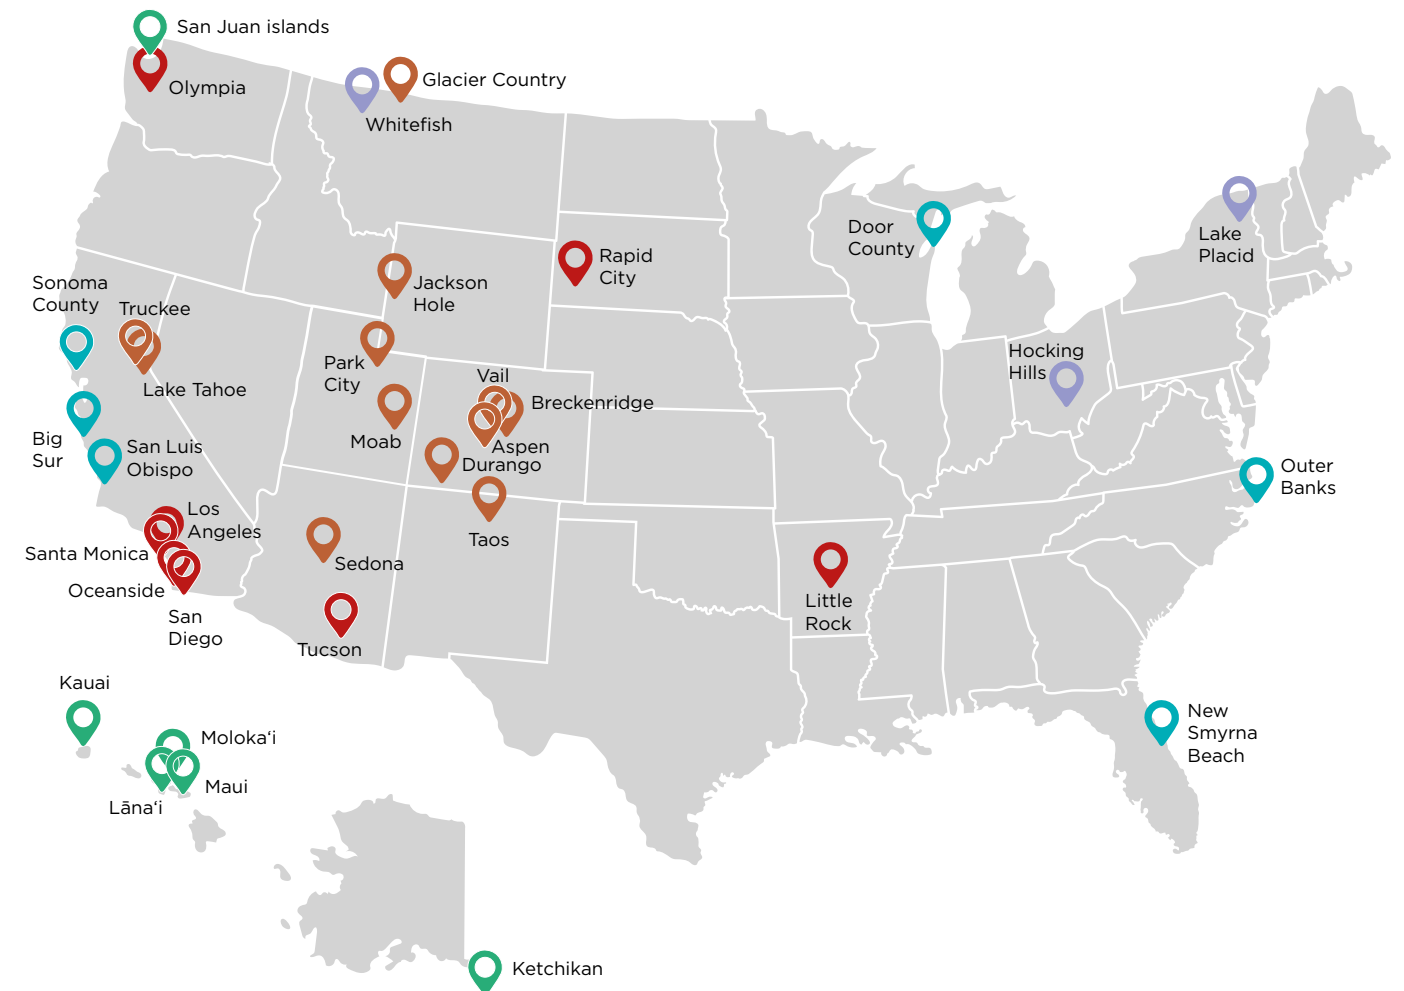 San Juan islands
Olympia
Glacier Country
Whitefish
Door
County
Lake
Placid
Rapid
City
Sonoma
County
Truckee
Jackson
Hole
Lake Tahoe
Park
City
Hocking
Hills
Vail
Breckenridge
Moab
Aspen
Durango
Big
Sur
San Luis
Obispo
Outer
Banks
Los
Angeles
Taos
Santa Monica
Sedona
Oceanside
San
Diego
Little
Rock
Tucson
Kauai
Molokaʻi
Maui
Lānaʻi
New
Smyrna
Beach
Ketchikan